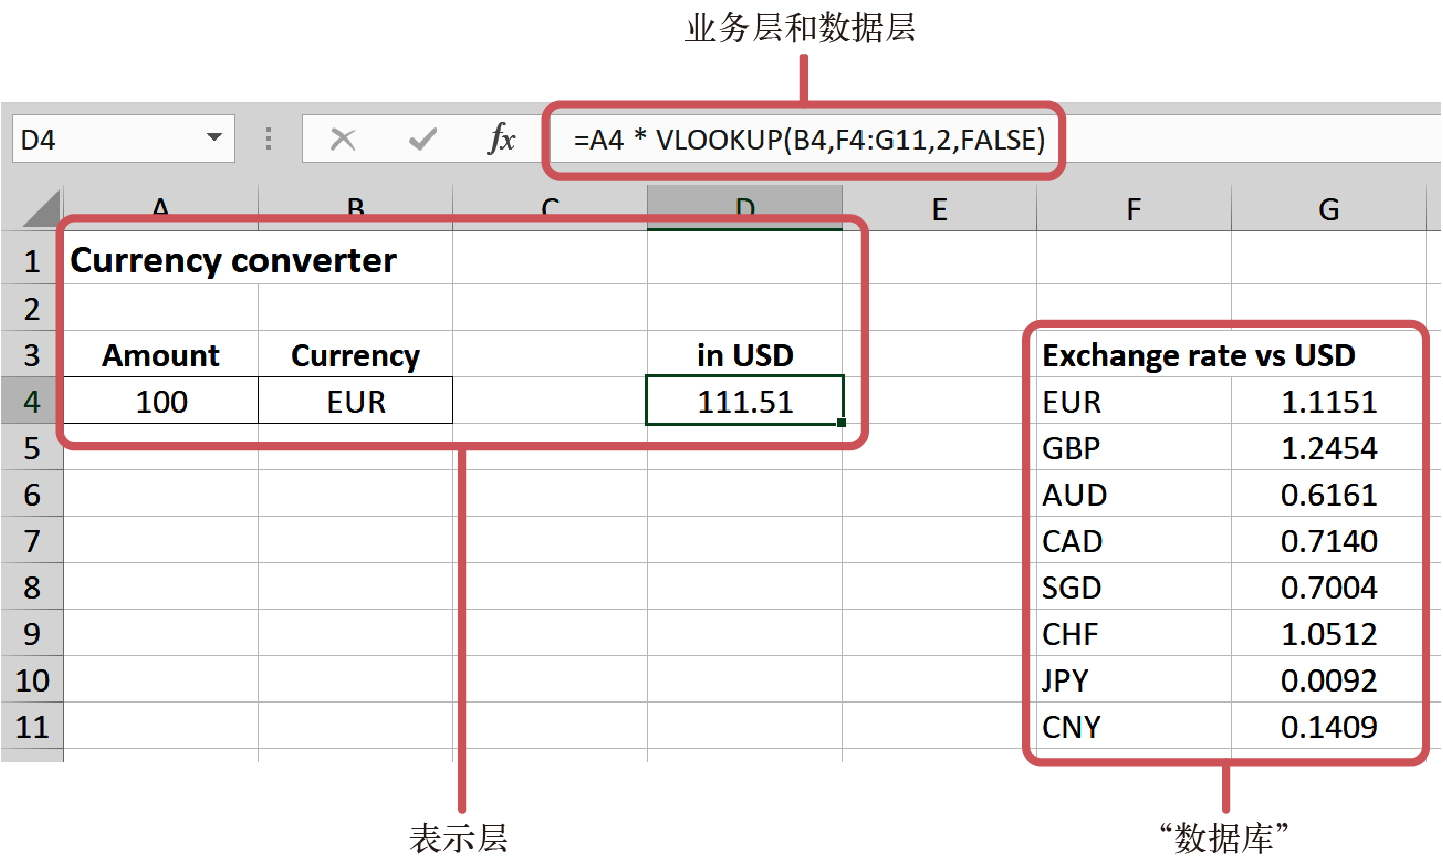 业务层和数据层
D4 fx =A4 * VLOOKUP(B4,F4:G11,2,FALSE)
A B C D E F G
1 Currency converter
2
3 Amount Currency in USD Exchange rate vs USD
4 100 EUR 111.51 EUR 1.1151
5 GBP 1.2454
6 AUD 0.6161
7 CAD 0.7140
8 SGD 0.7004
9 CHF 1.0512
10 JPY 0.0092
11 CNY 0.1409
表示层 “数据库”